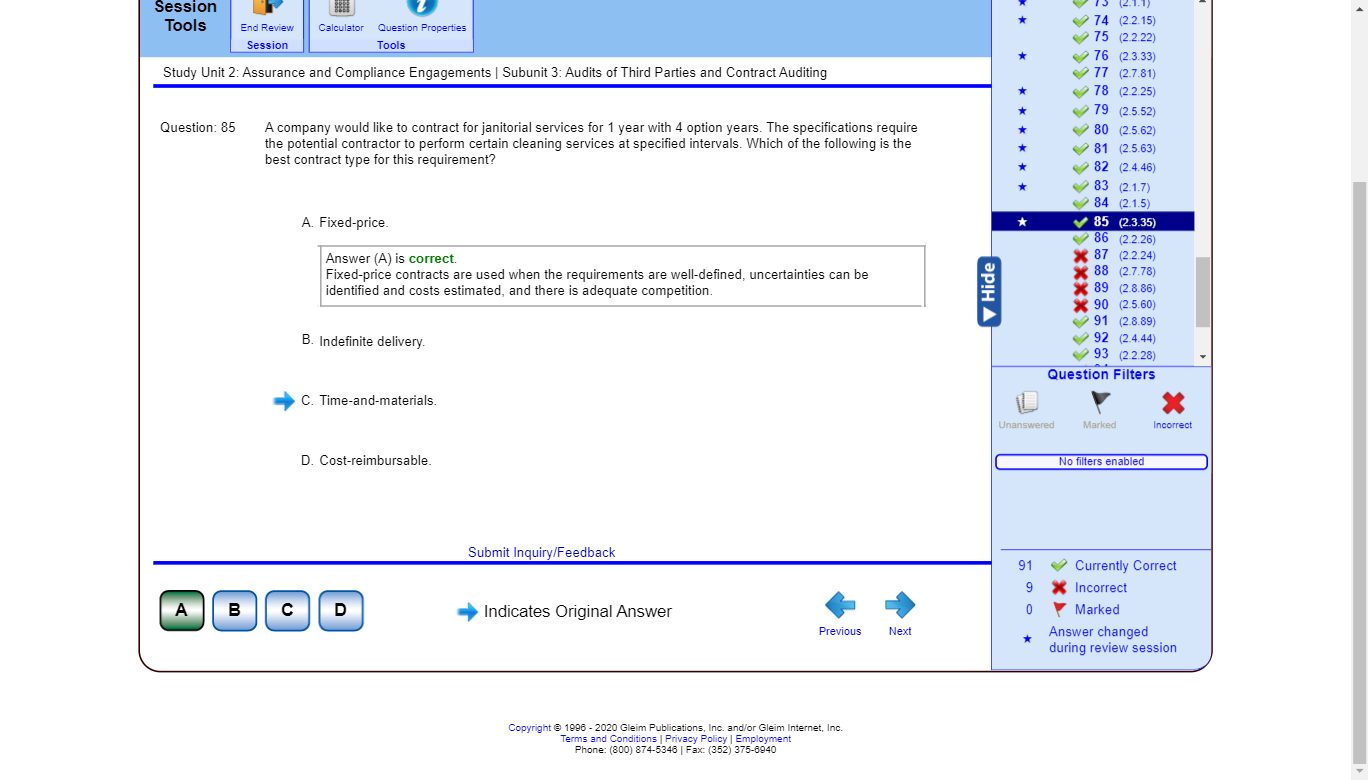 Session
Tools
End Review
Session
Calculator
Question Properties
Tools
Study Unit 2: Assurance and Compliance Engagements | Subunit 3: Audits of Third Parties and Contract Auditing
Question: 85
A company would like to contract for janitorial services for 1 year with 4 option years. The specifications require
the potential contractor to perform certain cleaning services at specified intervals. Which of the following is the
best contract type for this requirement?
A. Fixed-price.
Answer (A) is correct.
Fixed-price contracts are used when the requirements are well-defined, uncertainties can be
identified and costs estimated, and there is adequate competition.
B. Indefinite delivery.
C. Time-and-materials.
D. Cost-reimbursable.
Submit Inquiry/Feedback
A
B
C
D
Indicates Original Answer
Previous
Next
73 (2.1.1)
74 (2.2.15)
75 (2.2.22)
76 (2.3.33)
77 (2.7.81)
78 (2.2.25)
79 (2.5.52)
80 (2.5.62)
81 (2.5.63)
82 (2.4.46)
83 (2.1.7)
84 (2.1.5)
85 (2.3.35)
86 (2.2.26)
87 (2.2.24)
88 (2.7.78)
89 (2.8.86)
90 (2.5.60)
91 (2.8.89)
92 (2.4.44)
93 (2.2.28)
Hide
Question Filters
Unanswered
Marked
Incorrect
No filters enabled
91 Currently Correct
9 Incorrect
0 Marked
Answer changed
during review session
Copyright © 1996 - 2020 Gleim Publications, Inc. and/or Gleim Internet, Inc.
Terms and Conditions | Privacy Policy | Employment
Phone: (800) 874-5346 | Fax: (352) 375-6940